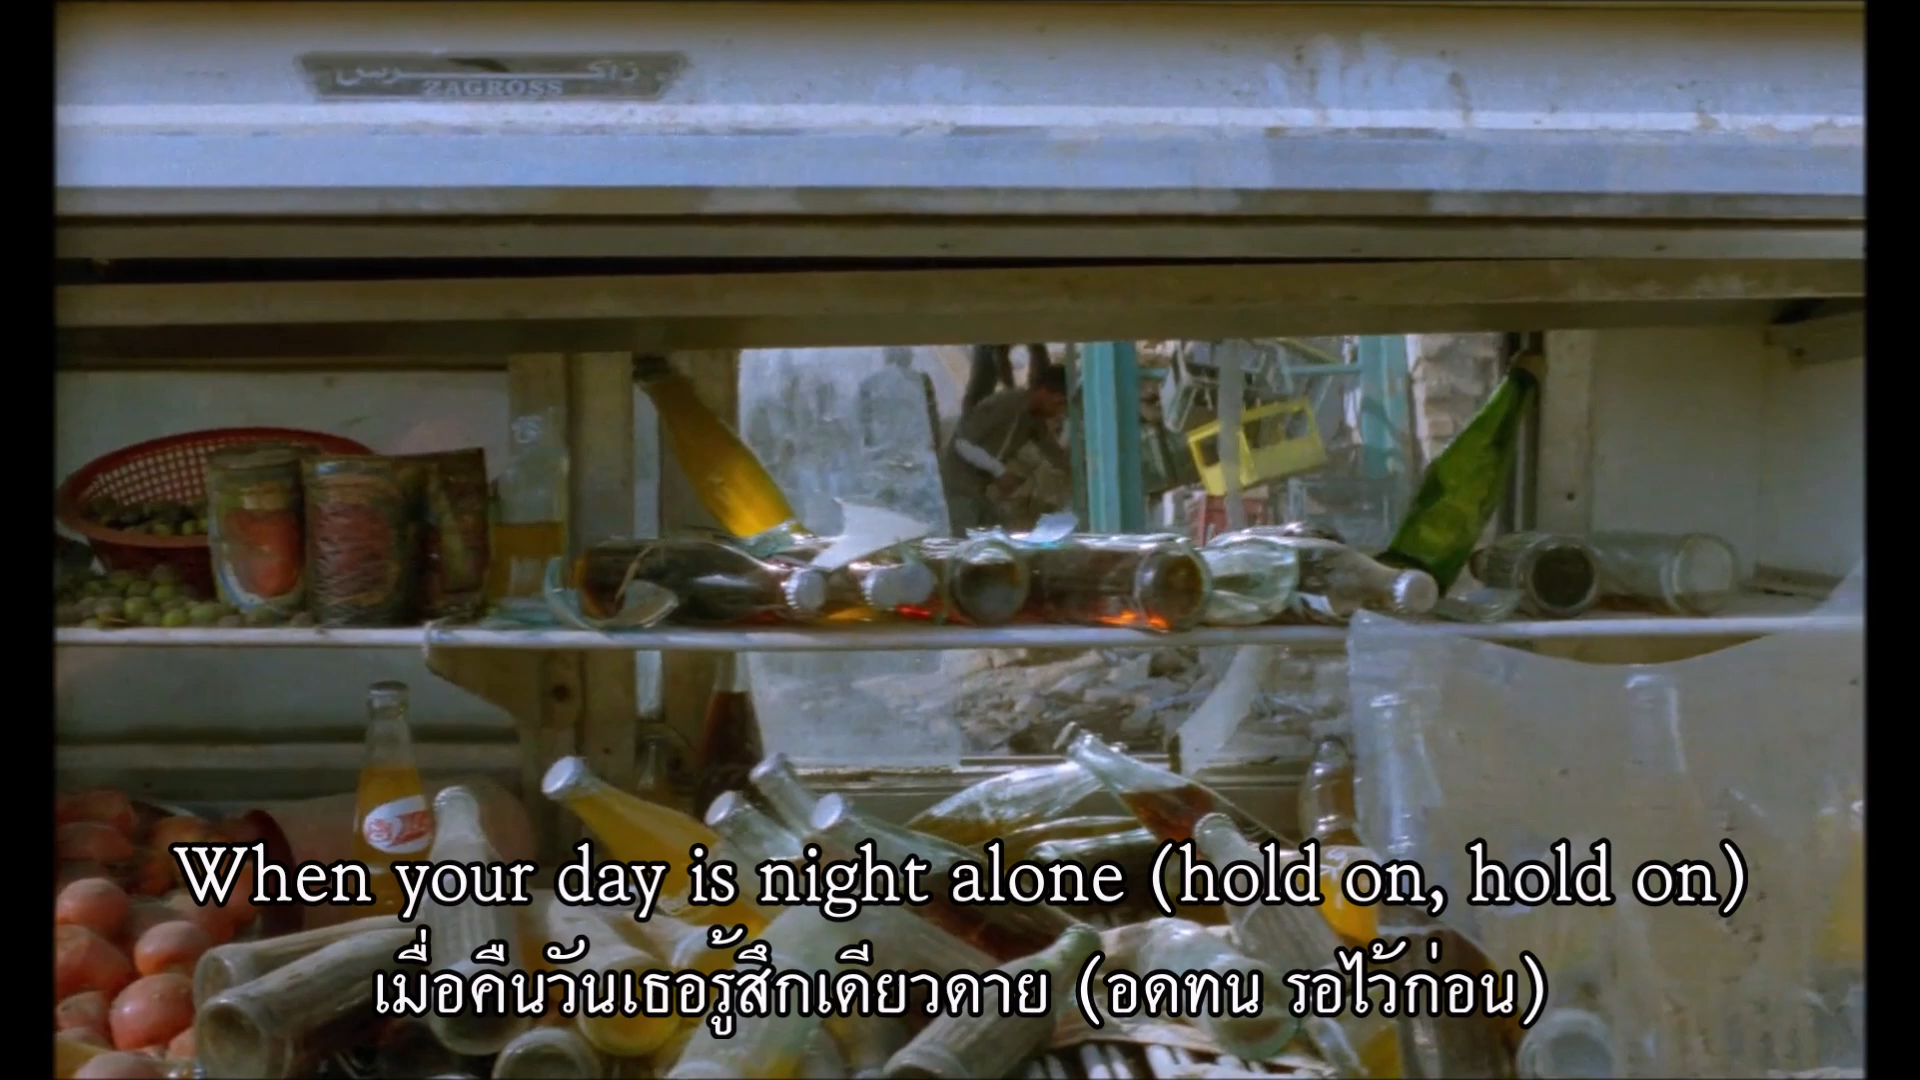 زاگرس
ZAGROSS
When your day is night alone (hold on, hold on)
เมื่อคืนวันเธอรู้สึกเดียวดาย (อดทน รอไว้ก่อน)